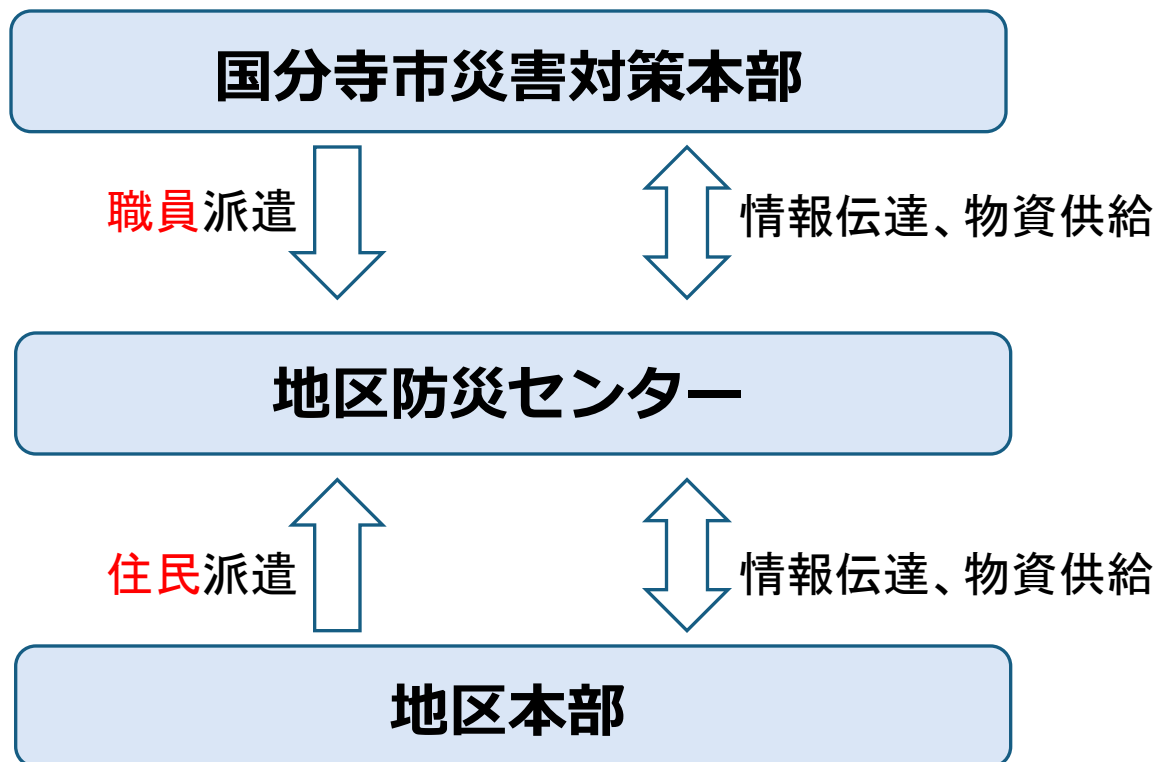 国分寺市災害対策本部
職員派遣
情報伝達、物資供給
地区防災センター
住民派遣
情報伝達、物資供給
地区本部